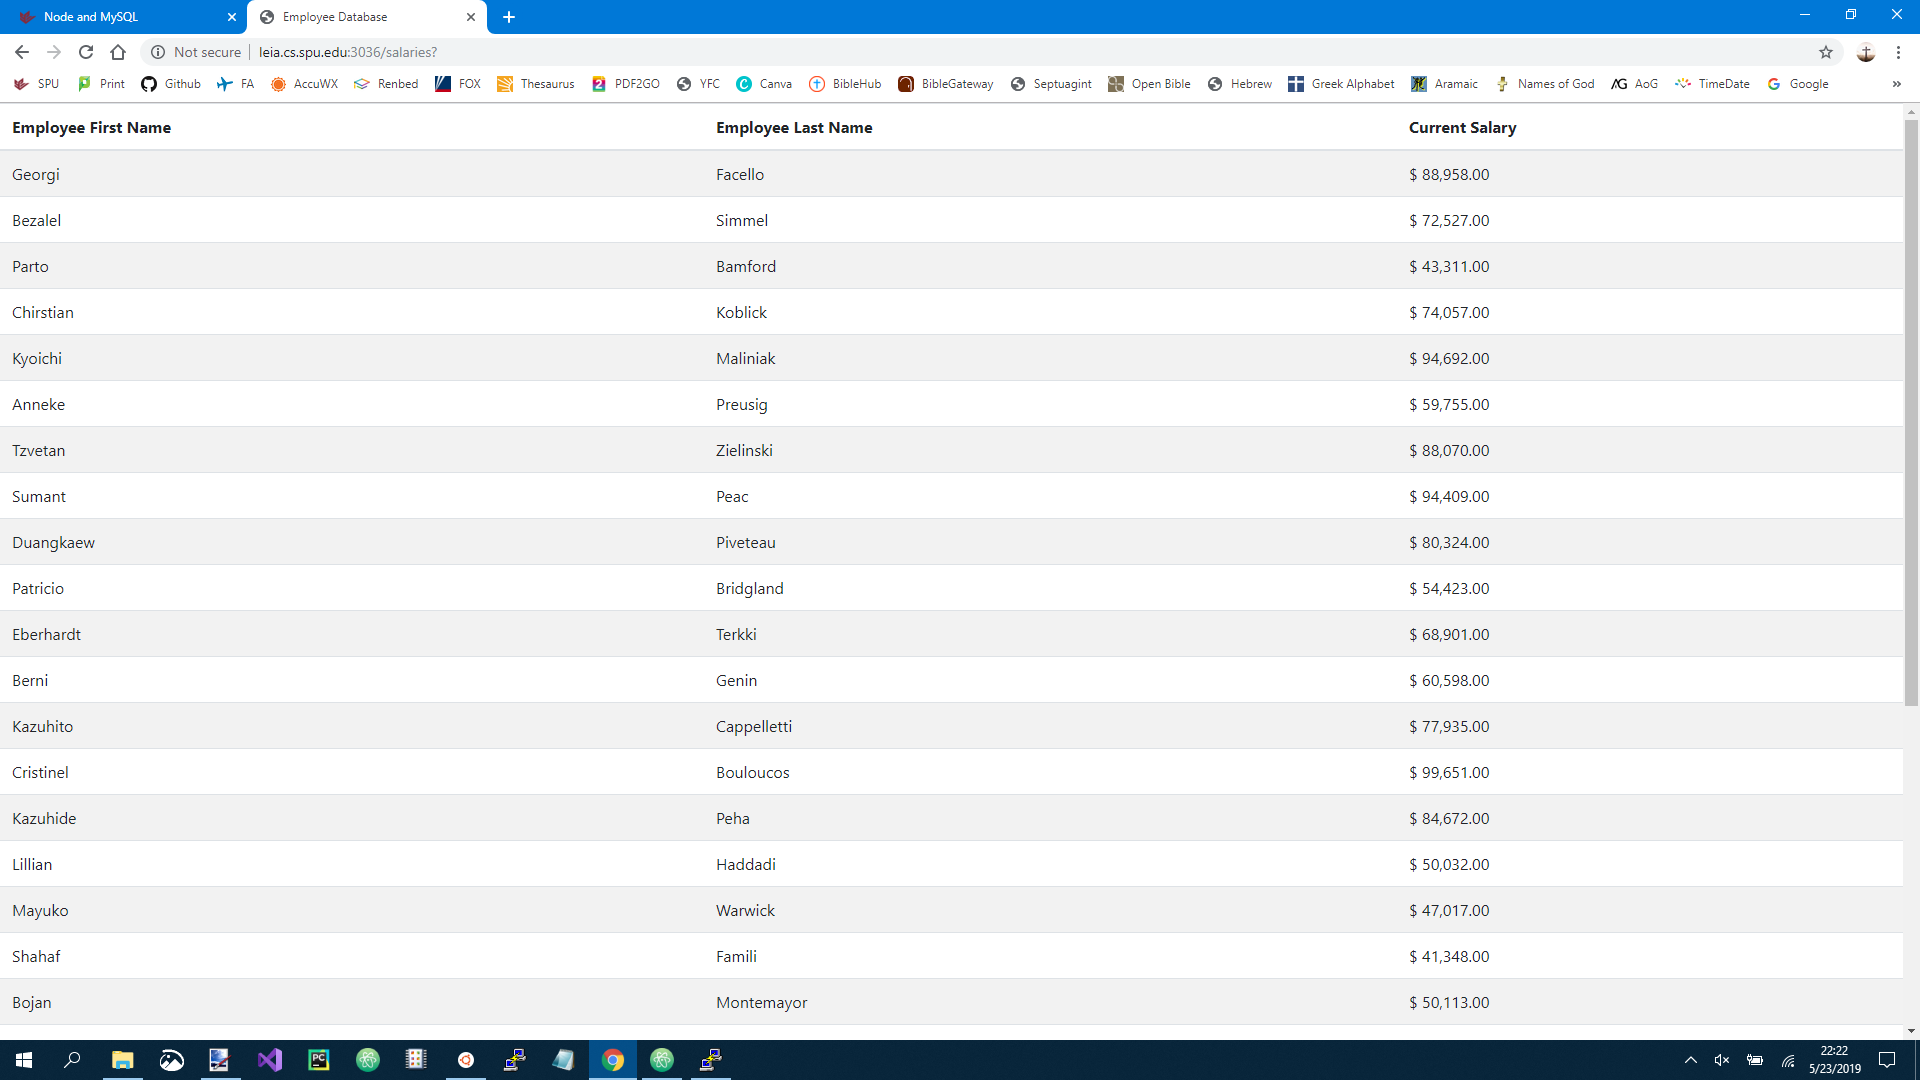 Node and MySQL
Employee Database
Not secure leia.cs.spu.edu:3036/salaries?
SPU Print Github FA AccuWX Renbed FOX Thesaurus PDF2GO YFC Canva BibleHub BibleGateway Septuagint Open Bible Hebrew Greek Alphabet Aramaic Names of God AG AoG TimeDate Google »
Employee First Name Employee Last Name Current Salary
Georgi Facello $ 88,958.00
Bezalel Simmel $ 72,527.00
Parto Bamford $ 43,311.00
Chirstian Koblick $ 74,057.00
Kyoichi Maliniak $ 94,692.00
Anneke Preusig $ 59,755.00
Tzvetan Zielinski $ 88,070.00
Sumant Peac $ 94,409.00
Duangkaew Piveteau $ 80,324.00
Patricio Bridgland $ 54,423.00
Eberhardt Terkki $ 68,901.00
Berni Genin $ 60,598.00
Kazuhito Cappelletti $ 77,935.00
Cristinel Bouloucos $ 99,651.00
Kazuhide Peha $ 84,672.00
Lillian Haddadi $ 50,032.00
Mayuko Warwick $ 47,017.00
Shahaf Famili $ 41,348.00
Bojan Montemayor $ 50,113.00
PC
22:22
5/23/2019